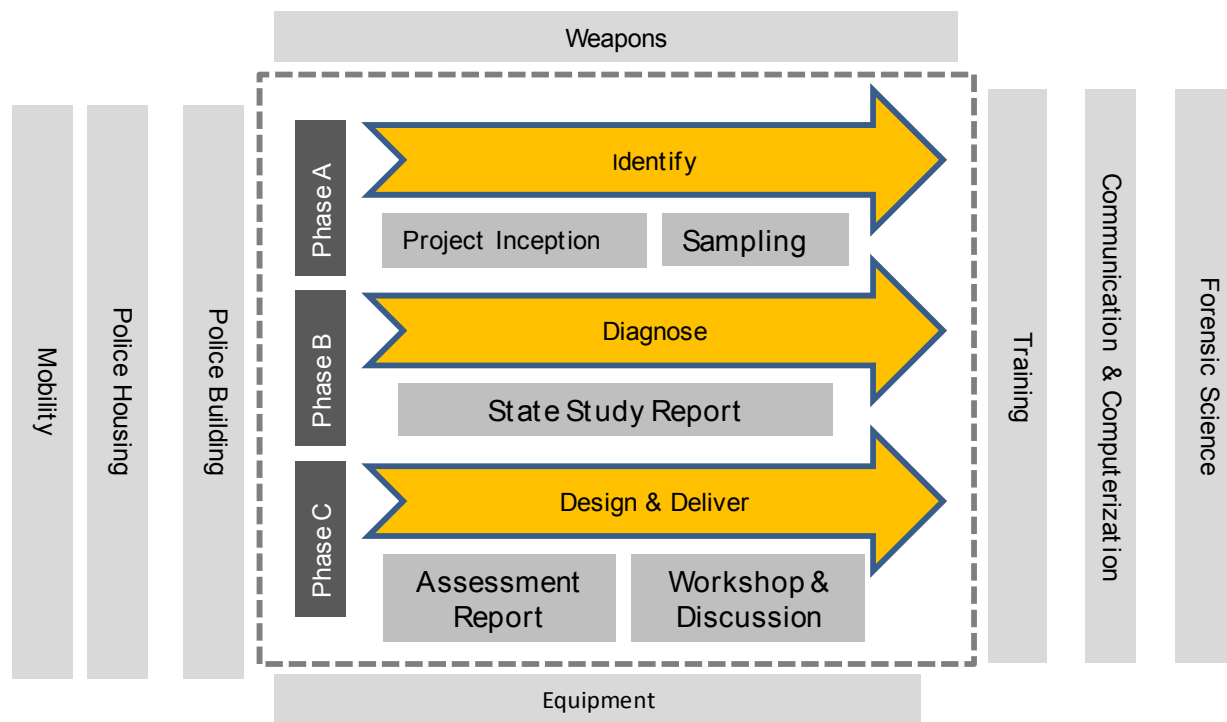 Weapons
Mobility
Police Housing
Police Building
Phase A
Identify
Project Inception
Sampling
Phase B
Diagnose
State Study Report
Phase C
Design & Deliver
Assessment
Report
Workshop &
Discussion
Training
Communication & Computerization
Forensic Science
Equipment